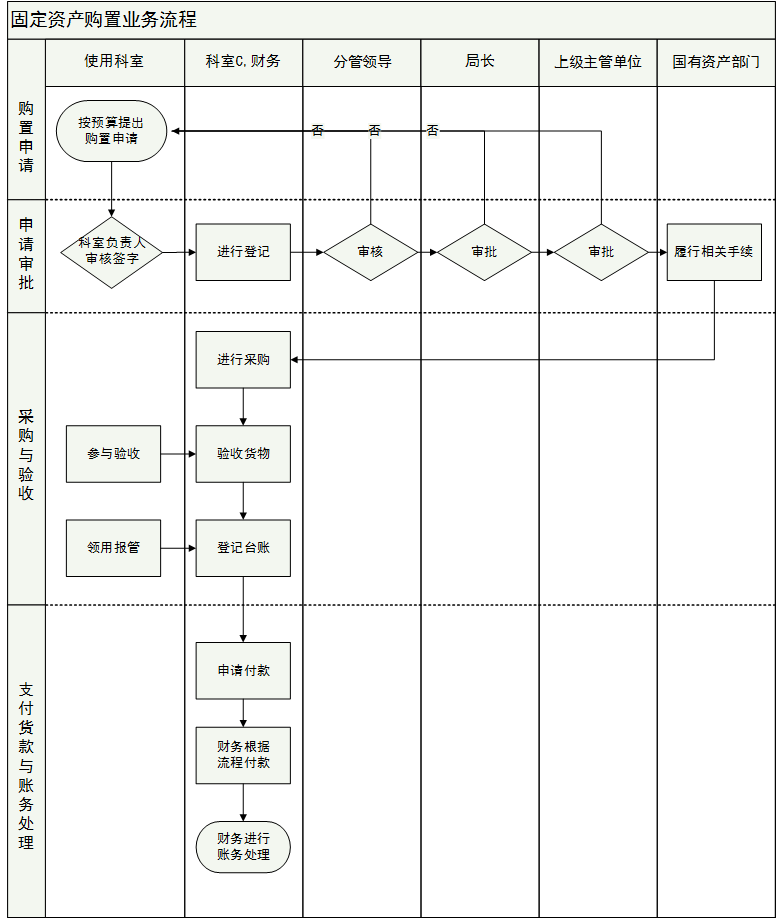 固定资产购置业务流程
使用科室
科室C,财务
分管领导
局长
上级主管单位
国有资产部门
购置申请
按预算提出
购置申请
否
否
否
申请审批
科室负责人
审核签字
进行登记
审核
审批
审批
履行相关手续
采购与验收
进行采购
参与验收
验收货物
领用报管
登记台账
支付货款与账务处理
申请付款
财务根据
流程付款
财务进行
账务处理